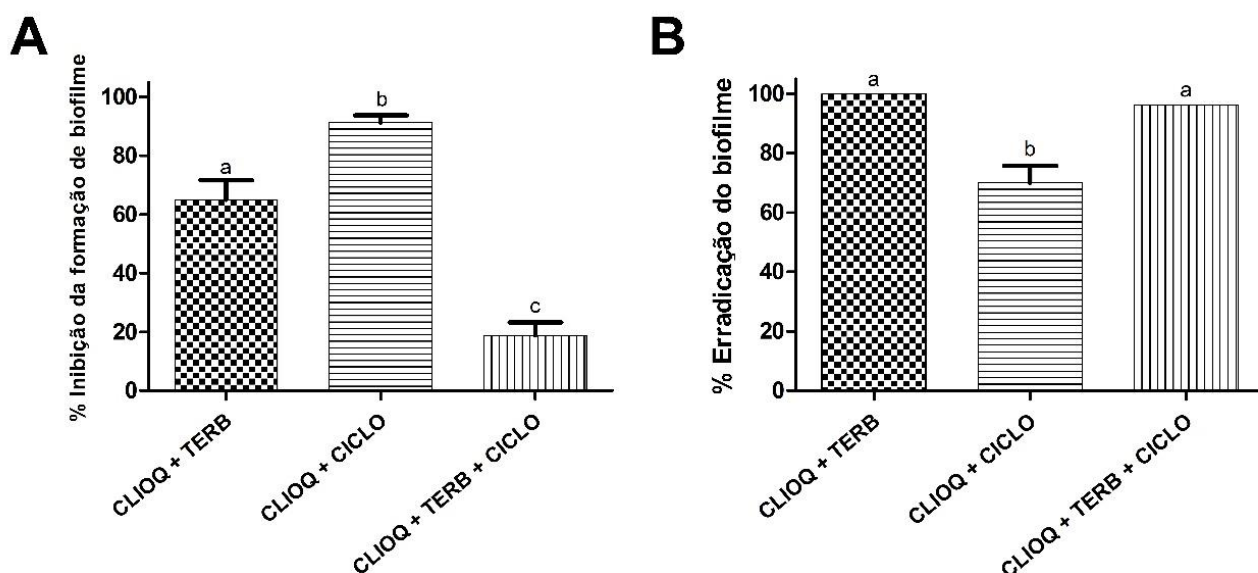 A
% Inibição da formação de biofilme
100
80
60
40
20
0
a
b
c
CLIOQ + TERB
CLIOQ + CICLO
CLIOQ + TERB + CICLO
B
% Erradicação do biofilme
100
80
60
40
20
0
a
b
a
CLIOQ + TERB
CLIOQ + CICLO
CLIOQ + TERB + CICLO